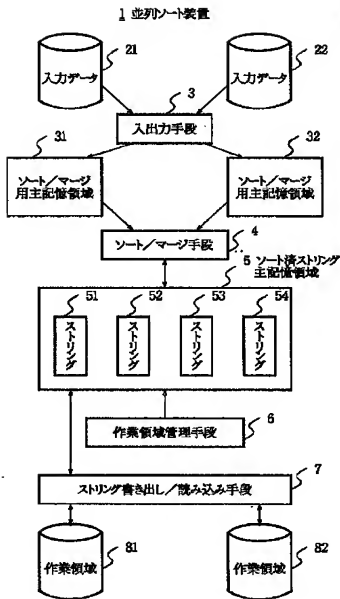 1 並列ソート装置
21
22
入力データ
入力データ
3
入出力手段
31
32
ソート/マージ
用主記憶領域
ソート/マージ
用主記憶領域
4
ソート/マージ手段
5 ソート済ストリング
主記憶領域
51
52
53
54
ストリング
ストリング
ストリング
ストリング
6
作業領域管理手段
7
ストリング書き出し/読み込み手段
81
82
作業領域
作業領域